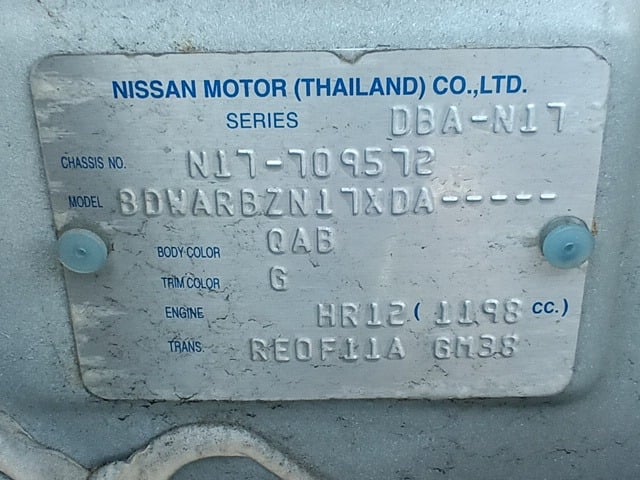 NISSAN MOTOR (THAILAND) CO.,LTD.
SERIES DBA-N17
CHASSIS NO. N17-709572
MODEL BDWARBZN17XDA-----
BODY COLOR QAB
TRIM COLOR G
ENGINE HR12 ( 1198 CC. )
TRANS. RE0F11A GM38